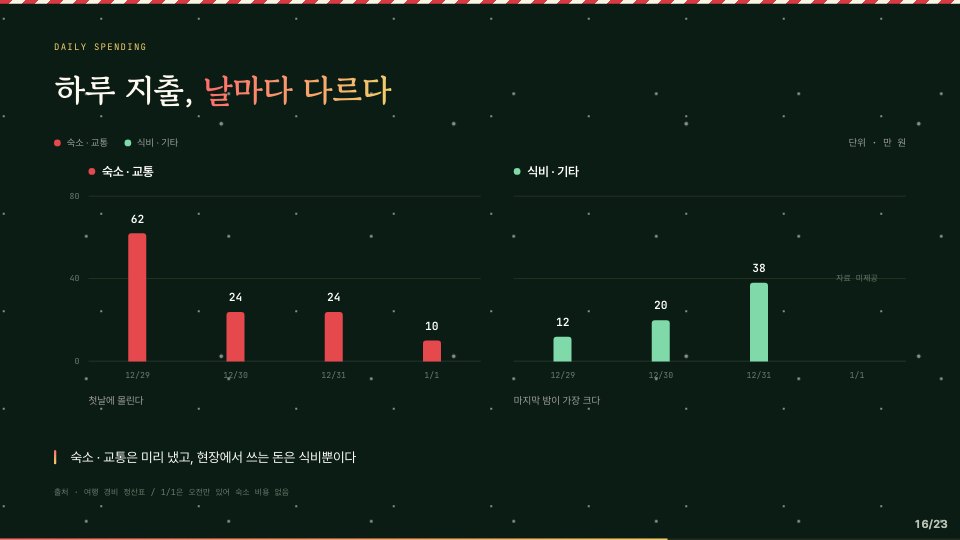 DAILY SPENDING
하루 지출, 날마다 다르다
숙소 · 교통
식비 · 기타
단위 · 만 원
숙소 · 교통
80
40
0
62
24
24
10
12/29
12/30
12/31
1/1
첫날에 몰린다
식비 · 기타
12
20
38
자료 미제공
12/29
12/30
12/31
1/1
마지막 밤이 가장 크다
숙소 · 교통은 미리 냈고, 현장에서 쓰는 돈은 식비뿐이다
출처 · 여행 경비 정산표 / 1/1은 오전만 있어 숙소 비용 없음
16/23